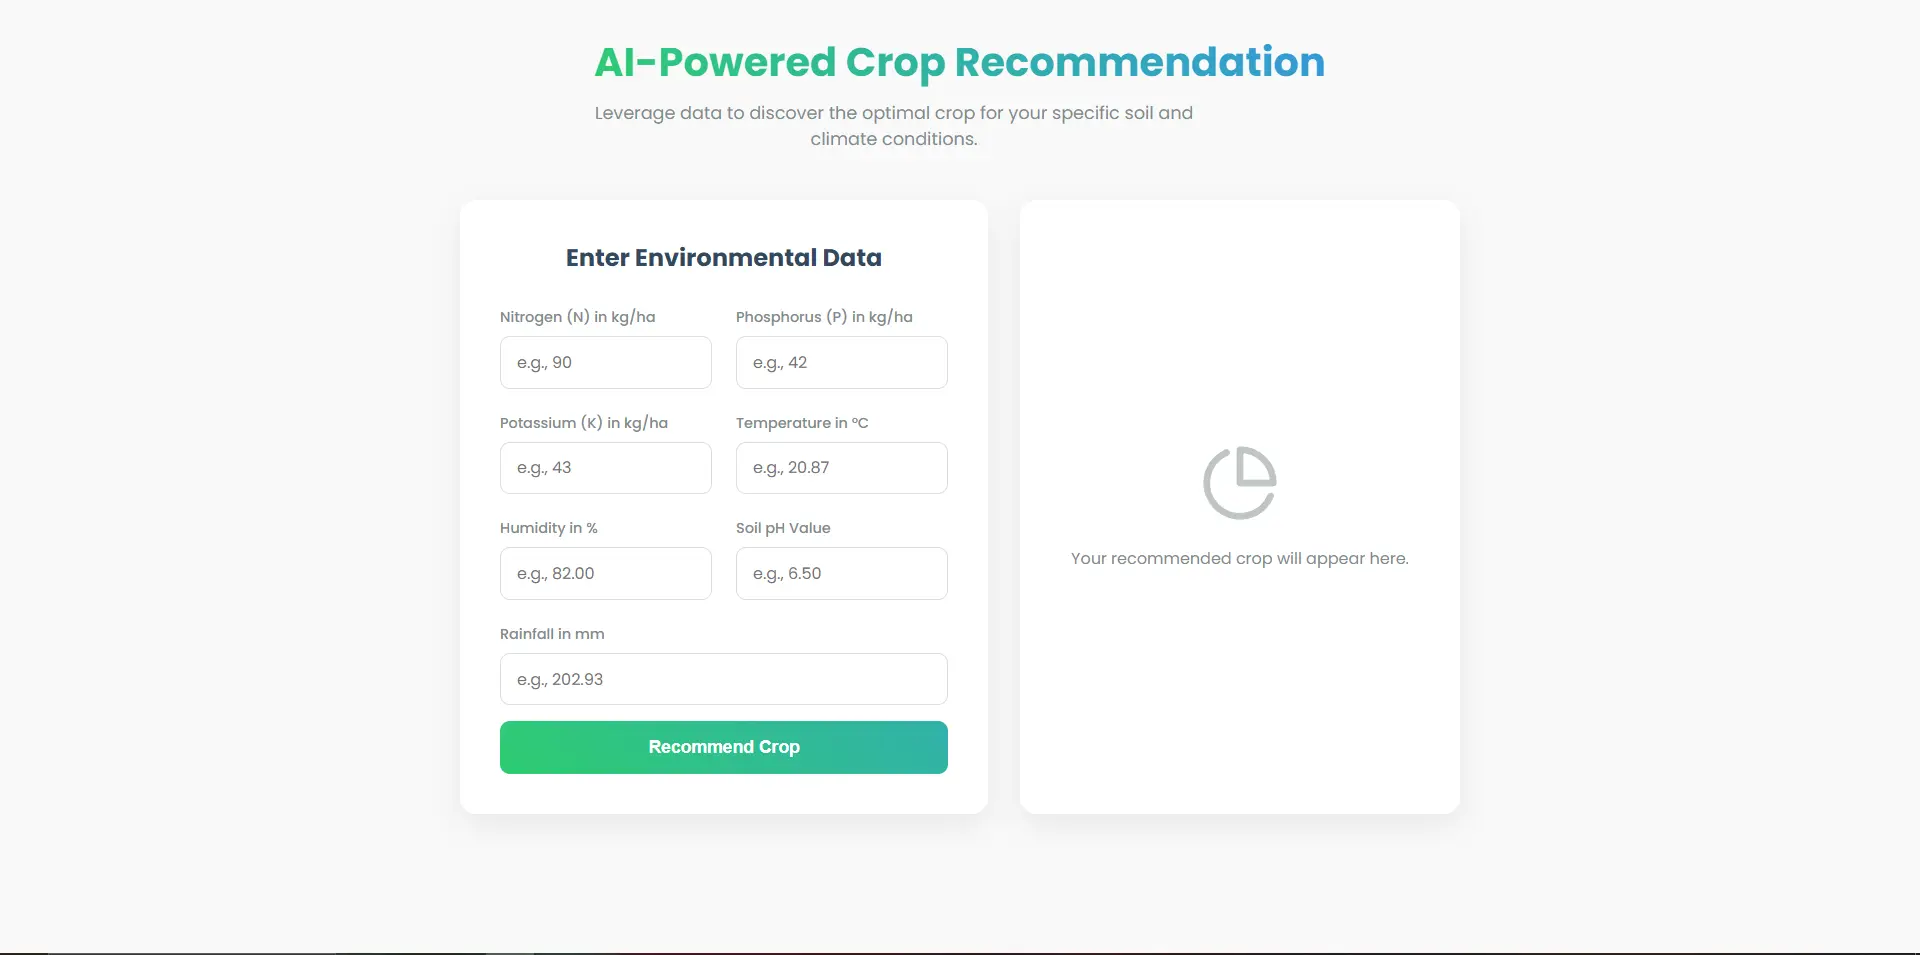 AI-Powered Crop Recommendation
Leverage data to discover the optimal crop for your specific soil and
climate conditions.
Enter Environmental Data
Nitrogen (N) in kg/ha
e.g., 90
Phosphorus (P) in kg/ha
e.g., 42
Potassium (K) in kg/ha
e.g., 43
Temperature in °C
e.g., 20.87
Humidity in %
e.g., 82.00
Soil pH Value
e.g., 6.50
Rainfall in mm
e.g., 202.93
Recommend Crop
Your recommended crop will appear here.